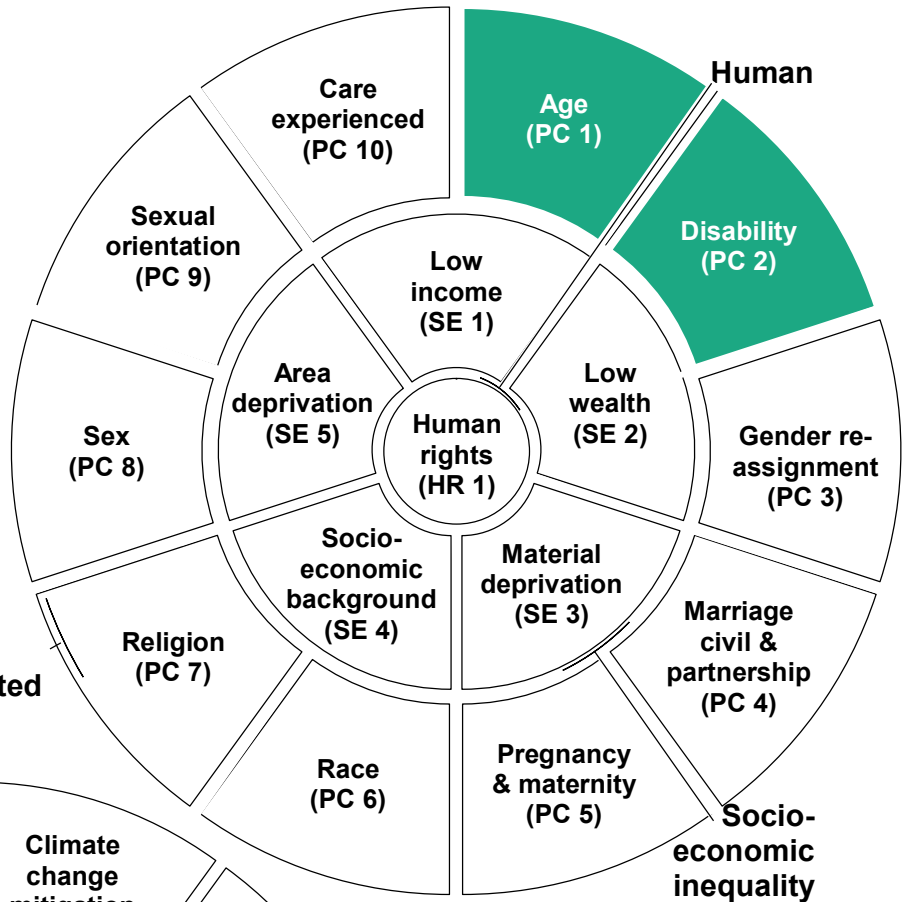 Human
Care
experienced
(PC 10)
Age
(PC 1)
Sexual
orientation
(PC 9)
Disability
(PC 2)
Low
income
(SE 1)
Area
deprivation
(SE 5)
Low
wealth
(SE 2)
Human
rights
(HR 1)
Sex
(PC 8)
Gender re-
assignment
(PC 3)
Socio-
economic
background
(SE 4)
Material
deprivation
(SE 3)
Religion
(PC 7)
Marriage
civil &
partnership
(PC 4)
ted
Race
(PC 6)
Pregnancy
& maternity
(PC 5)
Socio-
economic
inequality
Climate
change
mitigation